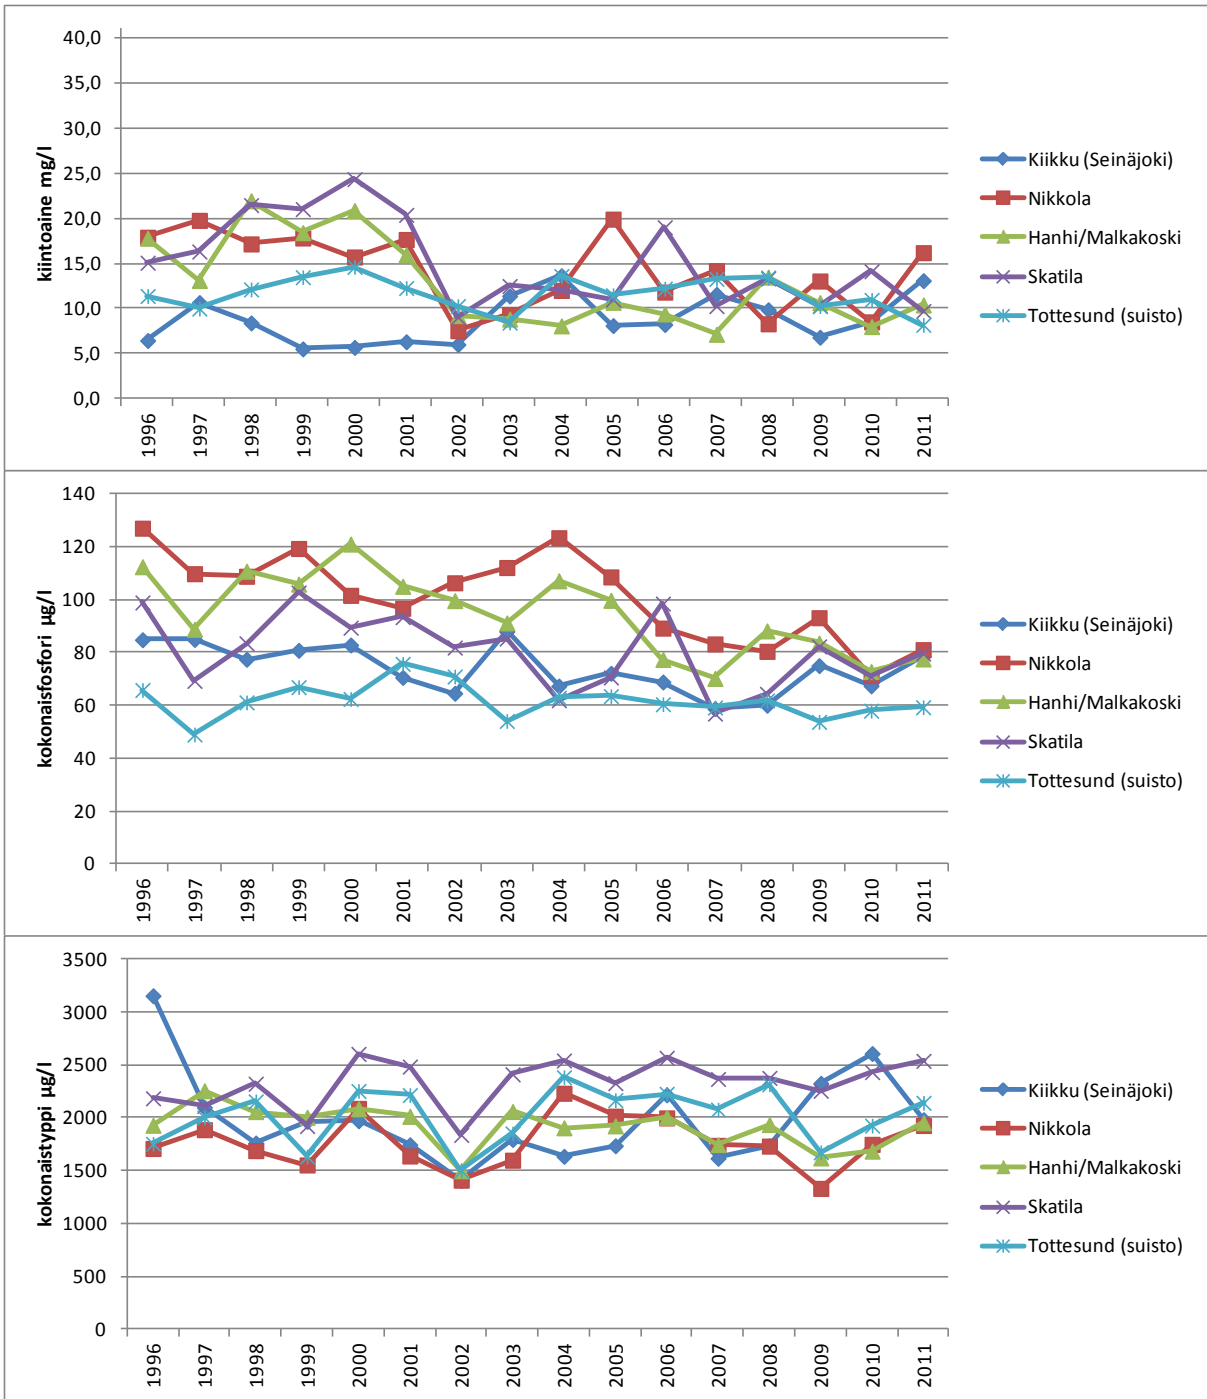 kiintoaine mg/l
40,0
35,0
30,0
25,0
20,0
15,0
10,0
5,0
0,0
1996 1997 1998 1999 2000 2001 2002 2003 2004 2005 2006 2007 2008 2009 2010 2011
Kiikku (Seinäjoki)
Nikkola
Hanhi/Malkakoski
Skatila
Tottesund (suisto)
kokonaisfosfori µg/l
140
120
100
80
60
40
20
0
1996 1997 1998 1999 2000 2001 2002 2003 2004 2005 2006 2007 2008 2009 2010 2011
Kiikku (Seinäjoki)
Nikkola
Hanhi/Malkakoski
Skatila
Tottesund (suisto)
kokonaistyppi µg/l
3500
3000
2500
2000
1500
1000
500
0
1996 1997 1998 1999 2000 2001 2002 2003 2004 2005 2006 2007 2008 2009 2010 2011
Kiikku (Seinäjoki)
Nikkola
Hanhi/Malkakoski
Skatila
Tottesund (suisto)